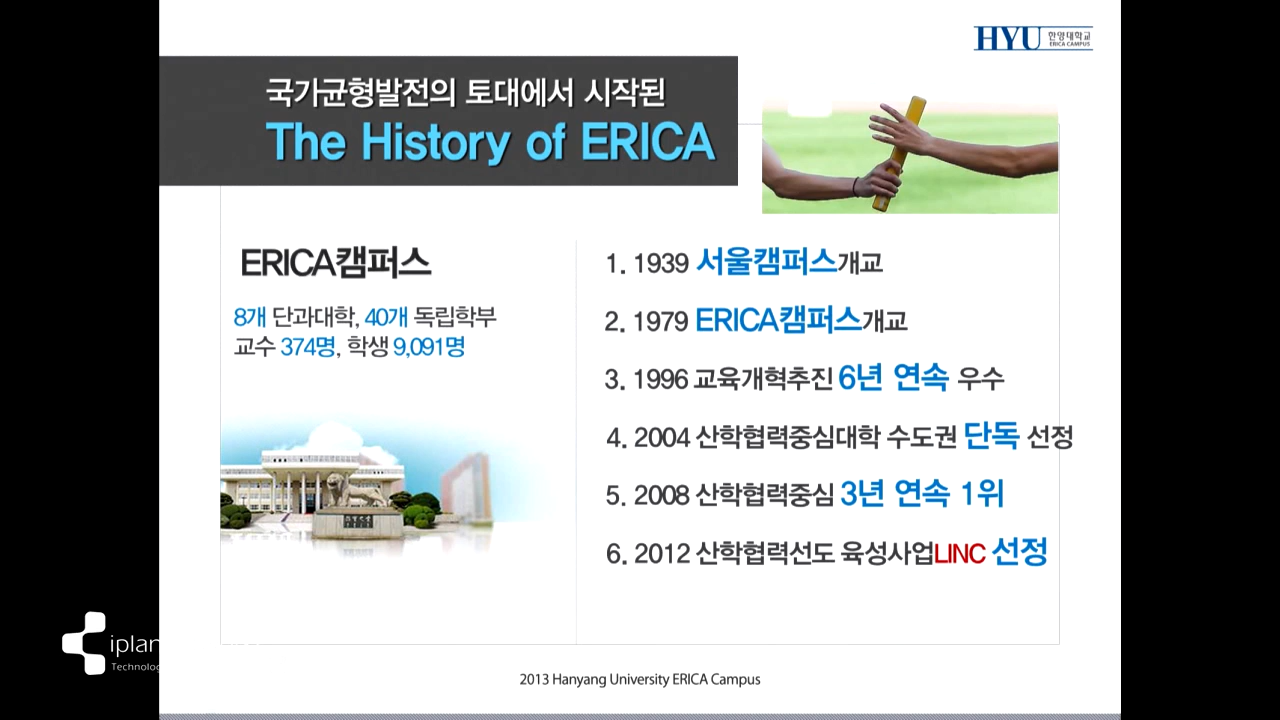 HYU 한양대학교
ERICA CAMPUS
국가균형발전의 토대에서 시작된
The History of ERICA
ERICA캠퍼스
8개 단과대학, 40개 독립학부
교수 374명, 학생 9,091명
1. 1939 서울캠퍼스개교
2. 1979 ERICA캠퍼스개교
3. 1996 교육개혁추진 6년 연속 우수
4. 2004 산학협력중심대학 수도권 단독 선정
5. 2008 산학협력중심 3년 연속 1위
6. 2012 산학협력선도 육성사업LINC 선정
2013 Hanyang University ERICA Campus